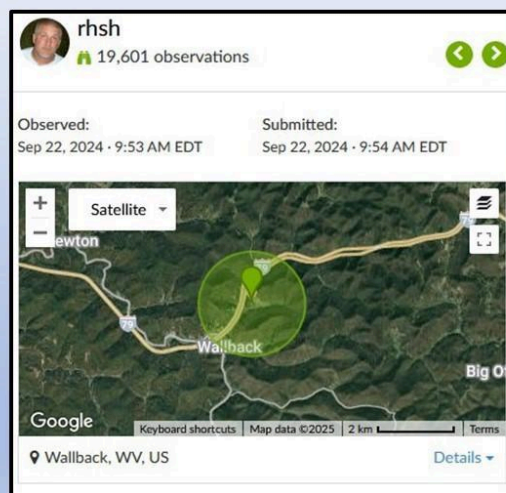 rhsh
19,601 observations
Observed:
Submitted:
Sep 22, 2024 · 9:53 AM EDT
Sep 22, 2024 · 9:54 AM EDT
+
Satellite
−
79
ewton
79
79
Wallback
Big O
Google
Keyboard shortcuts
Map data ©2025
2 km
Terms
Wallback, WV, US
Details